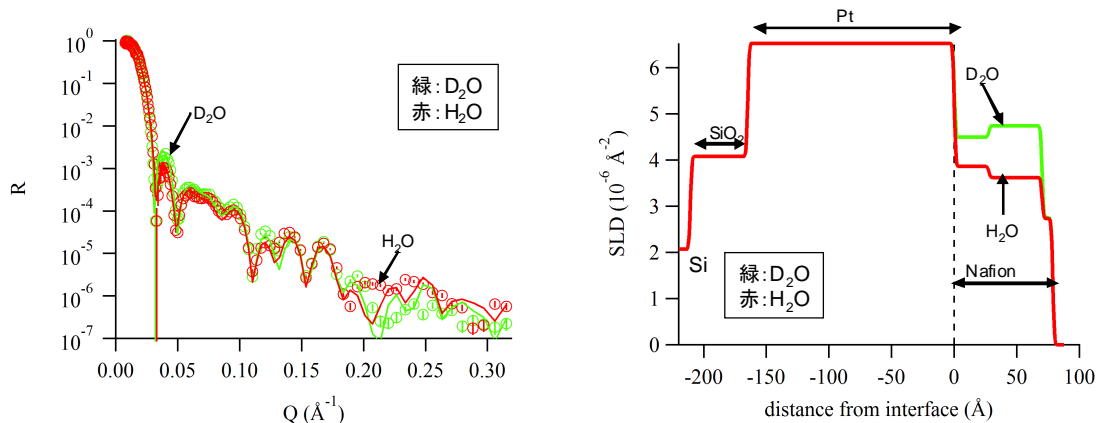 10⁰
10⁻¹
10⁻²
10⁻³
10⁻⁴
10⁻⁵
10⁻⁶
10⁻⁷
R
D₂O
緑：D₂O
赤：H₂O
H₂O
0.00 0.05 0.10 0.15 0.20 0.25 0.30
Q (Å⁻¹)
Pt
6
5
4
3
2
1
0
SLD (10⁻⁶ Å⁻²)
SiO₂
D₂O
H₂O
Si
緑：D₂O
赤：H₂O
Nafion
-200 -150 -100 -50 0 50 100
distance from interface (Å)